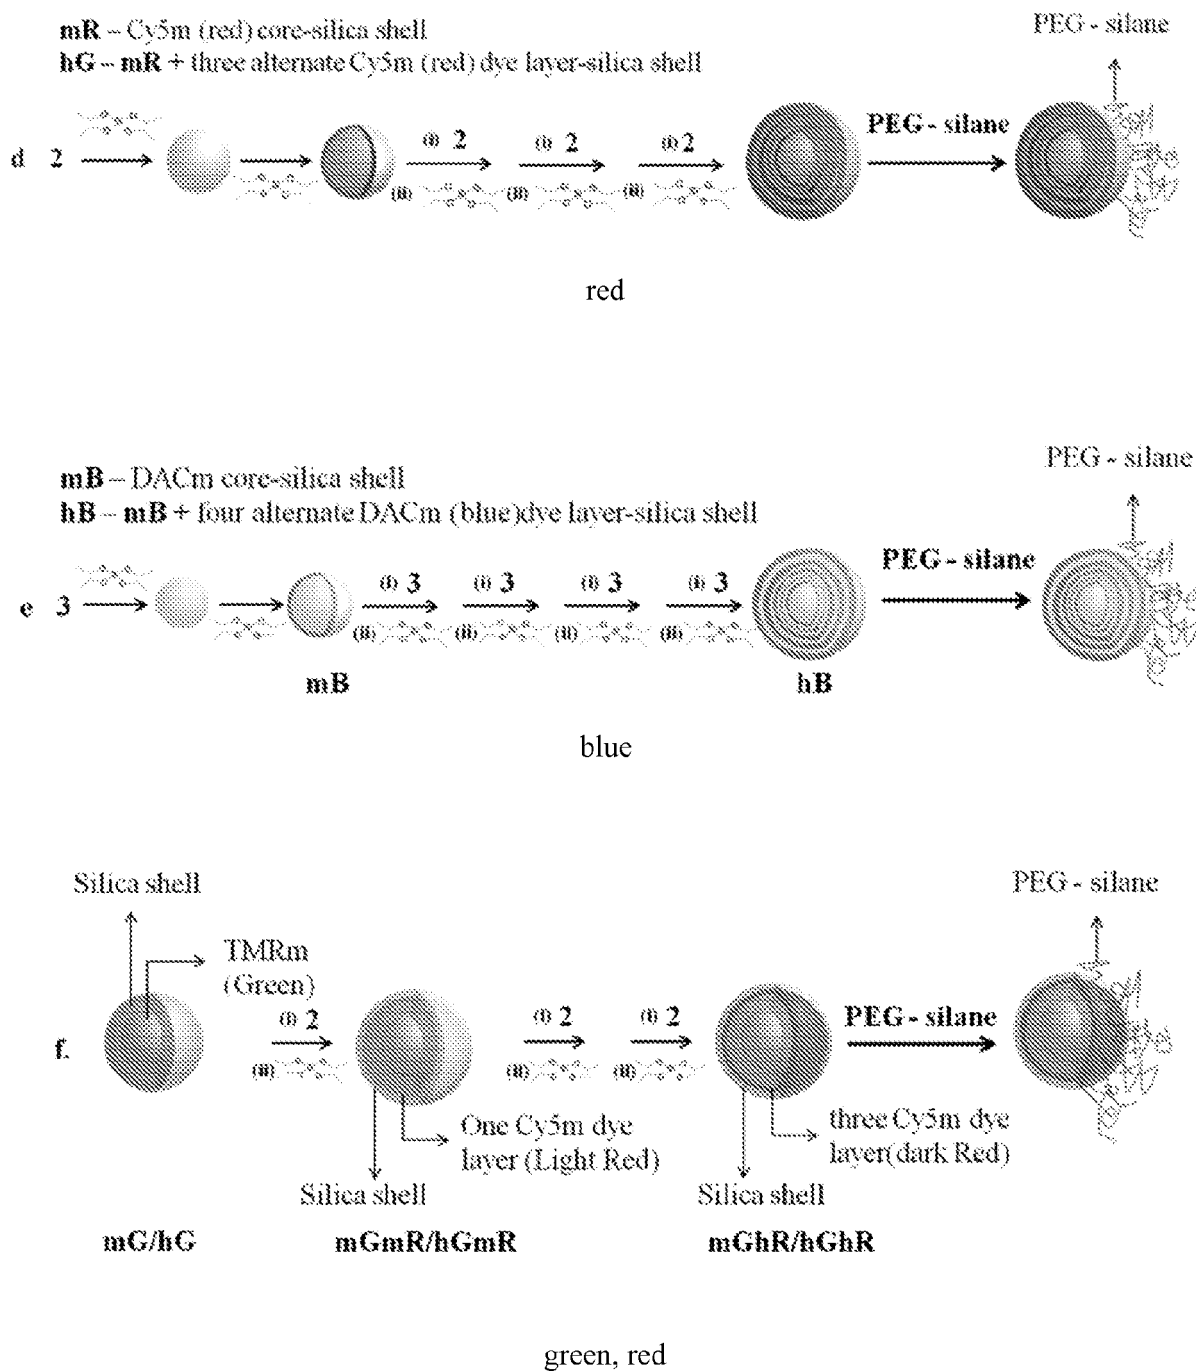 PEG - silane
mR – Cy5m (red) core-silica shell
hG – mR + three alternate Cy5m (red) dye layer-silica shell
d 2 (i) 2 (i) 2 (i) 2 PEG - silane
(ii) (ii) (ii)
red
PEG - silane
mB – DACm core-silica shell
hB – mB + four alternate DACm (blue)dye layer-silica shell
e 3 (i) 3 (i) 3 (i) 3 (i) 3 PEG - silane
(ii) (ii) (ii) (ii)
mB hB
blue
Silica shell PEG - silane
TMRm
(Green)
f. (i) 2 (i) 2 (i) 2 PEG - silane
(ii) (ii) (ii)
One Cy5m dye
layer (Light Red)
three Cy5m dye
layer(dark Red)
Silica shell Silica shell
mG/hG mGmR/hGmR mGhR/hGhR
green, red